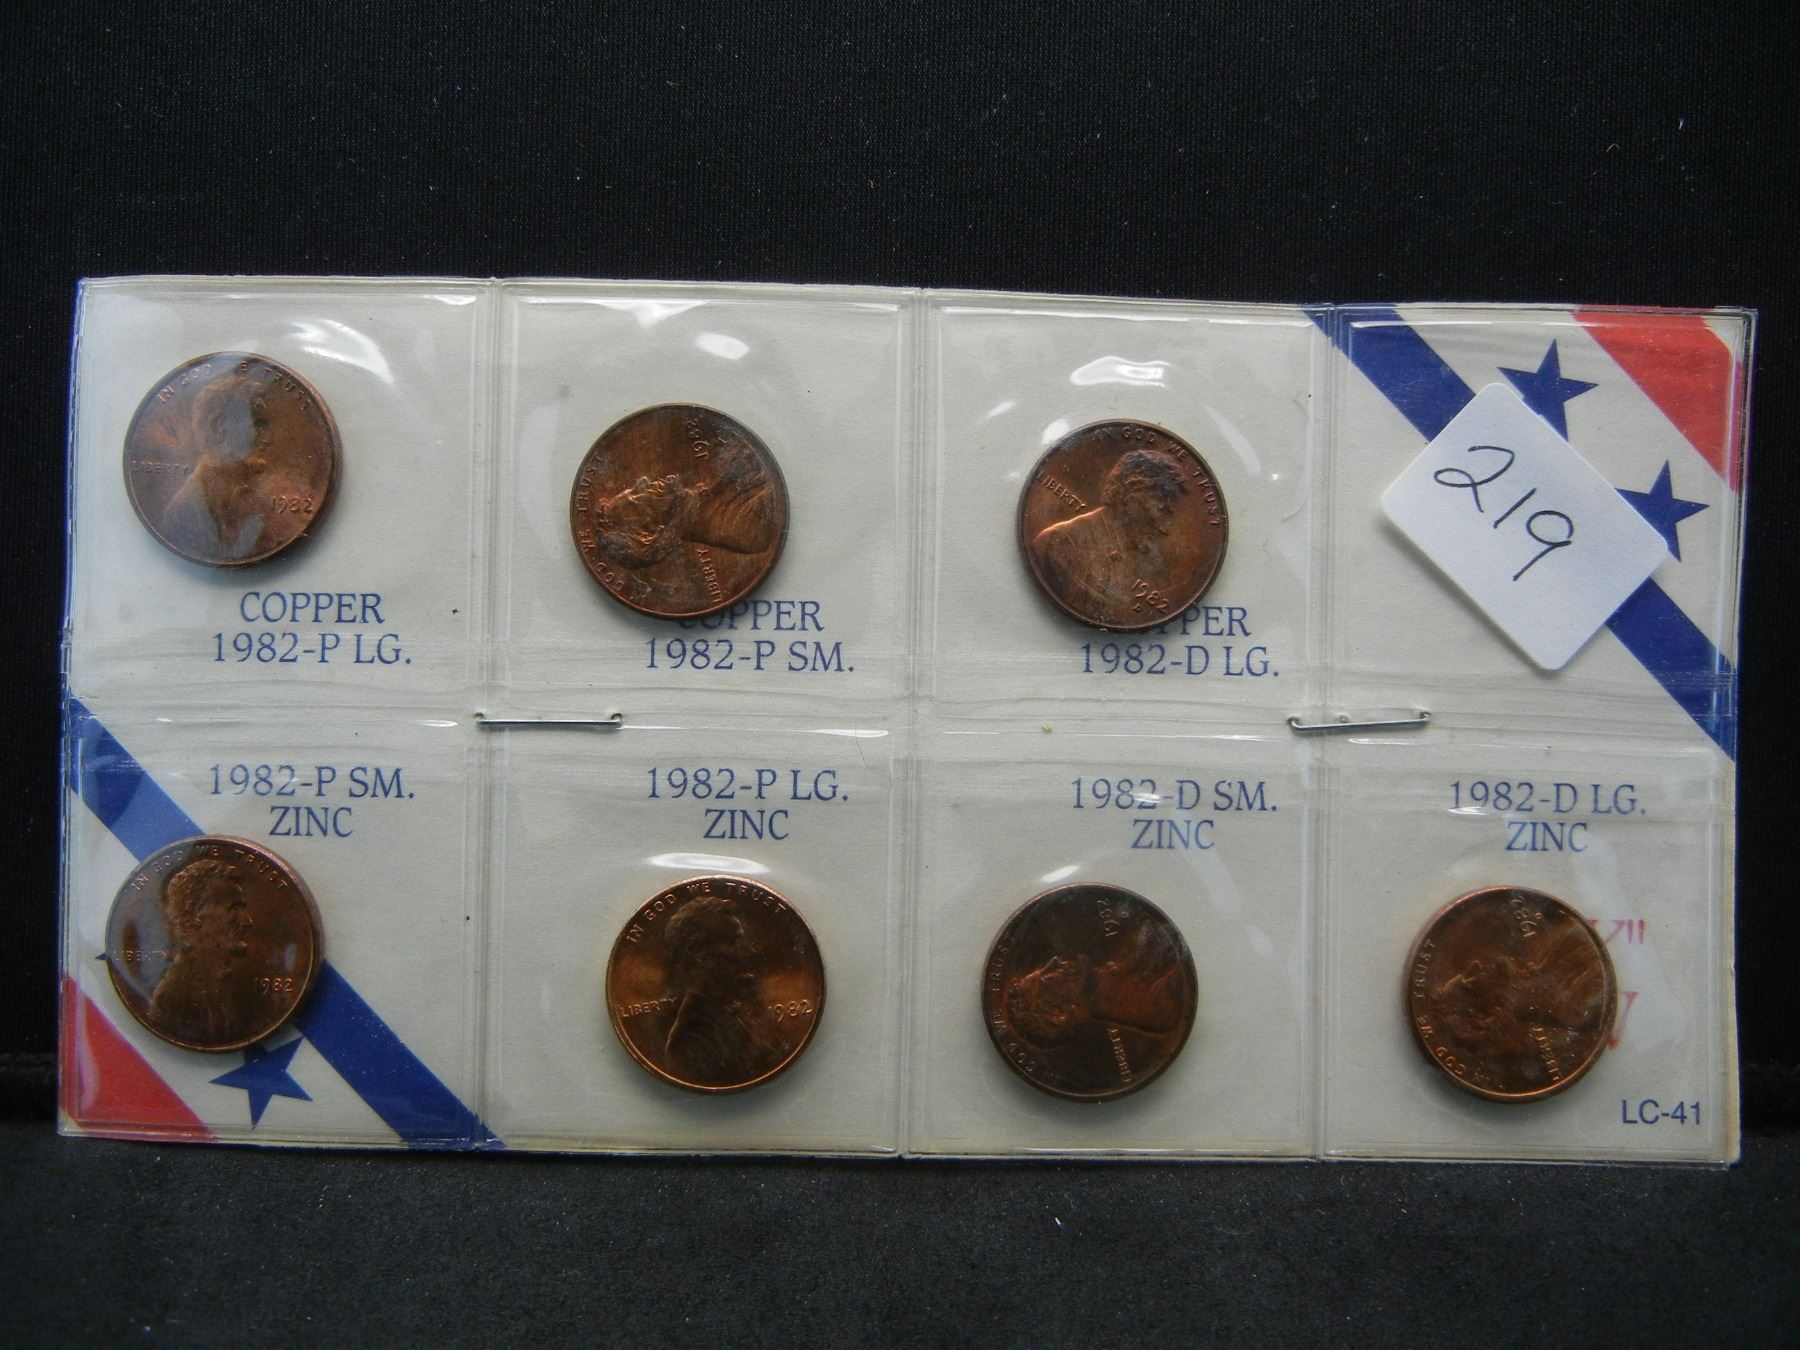 IN GOD WE TRUST
LIBERTY
1982
COPPER
1982-P LG.
IN GOD WE TRUST
LIBERTY
1982
COPPER
1982-P SM.
IN GOD WE TRUST
LIBERTY
1982
D
COPPER
1982-D LG.
219
1982-P SM.
ZINC
IN GOD WE TRUST
LIBERTY
1982
1982-P LG.
ZINC
IN GOD WE TRUST
LIBERTY
1982
1982-D SM.
ZINC
IN GOD WE TRUST
LIBERTY
1982
1982-D LG.
ZINC
IN GOD WE TRUST
LIBERTY
1982
LC-41